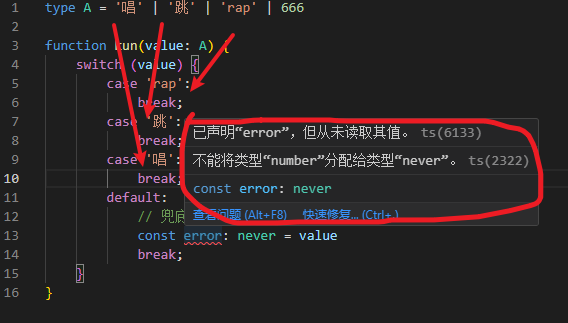 1 type A = '唱' | '跳' | 'rap' | 666
2
3 function kun(value: A) {
4 switch (value) {
5 case 'rap':
6 break;
7 case '跳':
8 break;
9 case '唱':
10 break;
11 default:
12 // 兜底
13 const error: never = value
14 break;
15 }
16 }
已声明“error”，但从未读取其值。 ts(6133)
不能将类型“number”分配给类型“never”。 ts(2322)
const error: never
查看问题 (Alt+F8) 快速修复... (Ctrl+.)